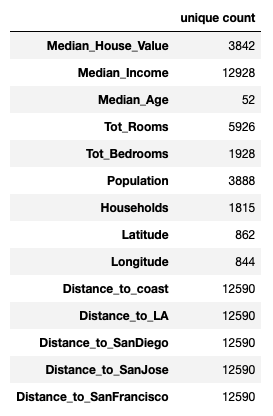 unique count
Median_House_Value 3842
Median_Income 12928
Median_Age 52
Tot_Rooms 5926
Tot_Bedrooms 1928
Population 3888
Households 1815
Latitude 862
Longitude 844
Distance_to_coast 12590
Distance_to_LA 12590
Distance_to_SanDiego 12590
Distance_to_SanJose 12590
Distance_to_SanFrancisco 12590